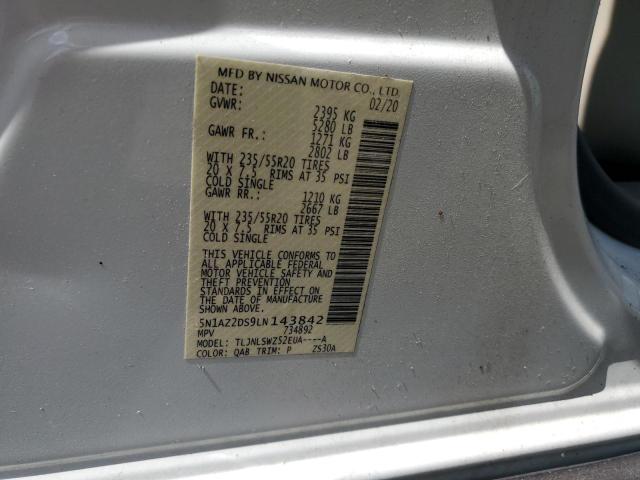 MFD BY NISSAN MOTOR CO., LTD.
DATE: 02/20
GVWR: 2395 KG
5280 LB
GAWR FR.: 1271 KG
2802 LB
WITH 235/55R20 TIRES
20 X 7.5 RIMS AT 35 PSI
COLD SINGLE
GAWR RR.: 1210 KG
2667 LB
WITH 235/55R20 TIRES
20 X 7.5 RIMS AT 35 PSI
COLD SINGLE
THIS VEHICLE CONFORMS TO
ALL APPLICABLE FEDERAL
MOTOR VEHICLE SAFETY AND
THEFT PREVENTION
STANDARDS IN EFFECT ON
THE DATE OF MANUFACTURE
SHOWN ABOVE.
5N1AZ2DS9LN143842
MPV 734892
MODEL: TLJNLSWZ52EUA----A
COLOR: QAB TRIM: P ZS30A